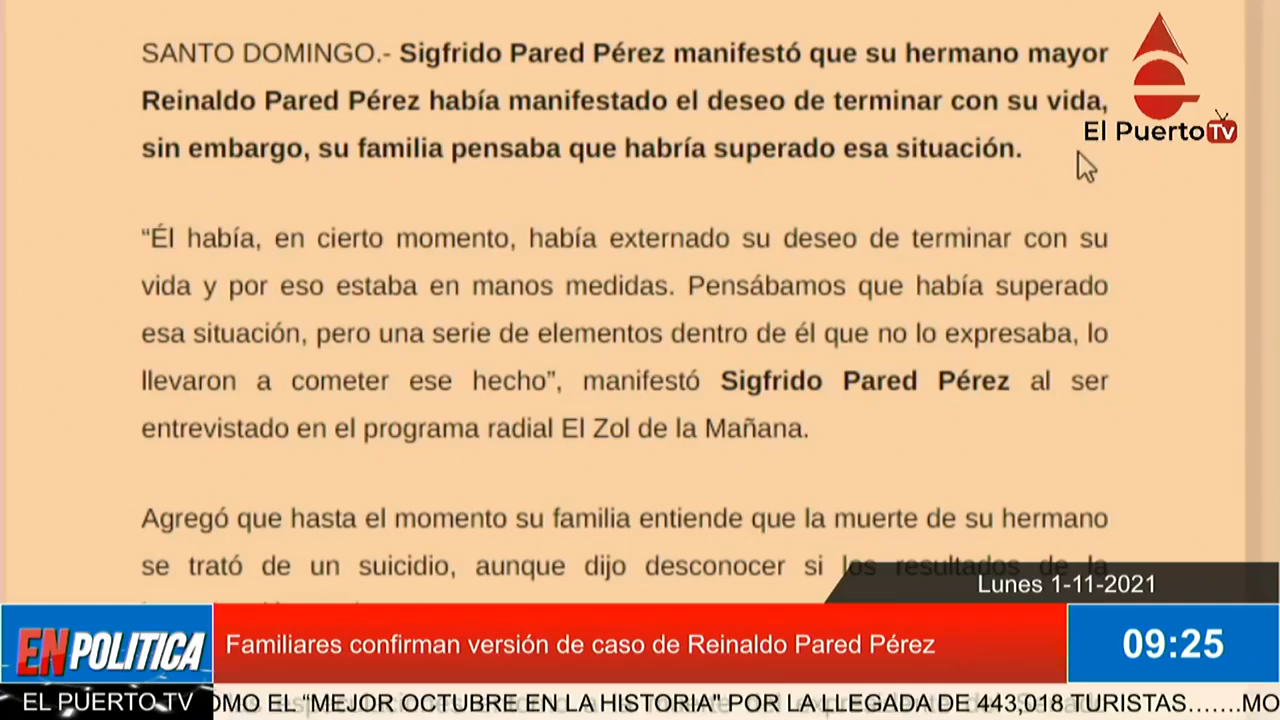 SANTO DOMINGO.- Sigfrido Pared Pérez manifestó que su hermano mayor
Reinaldo Pared Pérez había manifestado el deseo de terminar con su vida,
sin embargo, su familia pensaba que habría superado esa situación.
El PuertoTV
“Él había, en cierto momento, había externado su deseo de terminar con su
vida y por eso estaba en manos medidas. Pensábamos que había superado
esa situación, pero una serie de elementos dentro de él que no lo expresaba, lo
llevaron a cometer ese hecho”, manifestó Sigfrido Pared Pérez al ser
entrevistado en el programa radial El Zol de la Mañana.
Agregó que hasta el momento su familia entiende que la muerte de su hermano
se trató de un suicidio, aunque dijo desconocer si los resultados de la
Lunes 1-11-2021
EN POLITICA
Familiares confirman versión de caso de Reinaldo Pared Pérez
09:25
EL PUERTO TV
OMO EL “MEJOR OCTUBRE EN LA HISTORIA" POR LA LLEGADA DE 443,018 TURISTAS.......MO